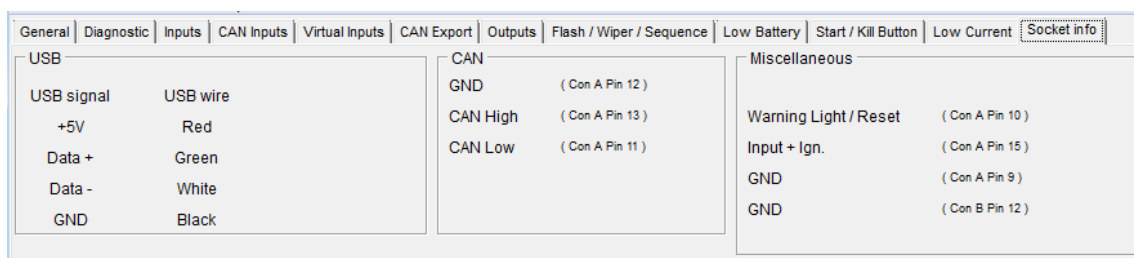 General Diagnostic Inputs CAN Inputs Virtual Inputs CAN Export Outputs Flash / Wiper / Sequence Low Battery Start / Kill Button Low Current Socket info
USB
USB signal USB wire
+5V Red
Data + Green
Data - White
GND Black
CAN
GND ( Con A Pin 12 )
CAN High ( Con A Pin 13 )
CAN Low ( Con A Pin 11 )
Miscellaneous
Warning Light / Reset ( Con A Pin 10 )
Input + Ign. ( Con A Pin 15 )
GND ( Con A Pin 9 )
GND ( Con B Pin 12 )